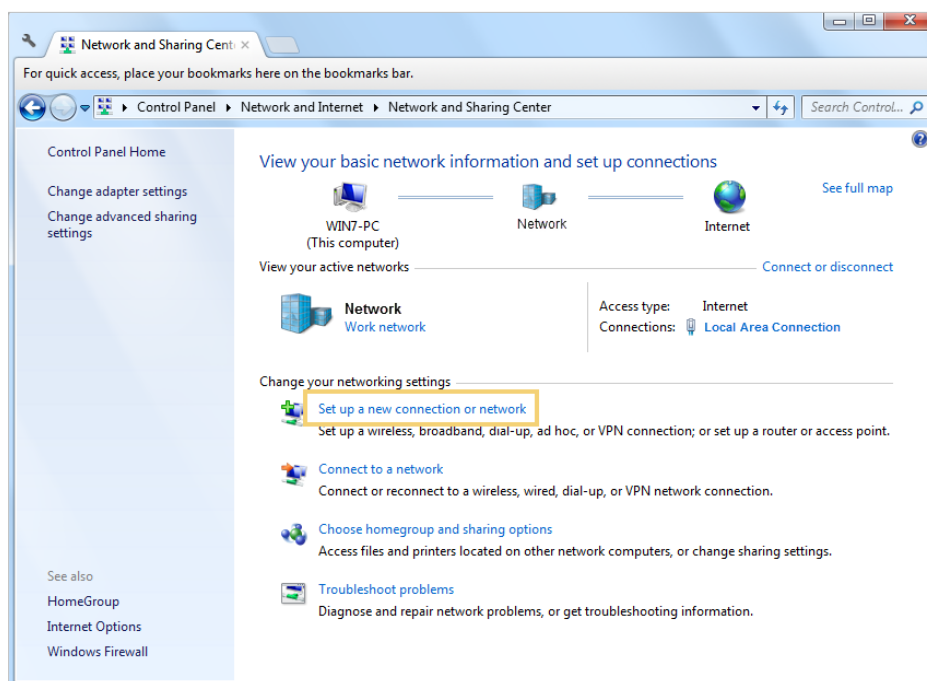 Network and Sharing Cent
For quick access, place your bookmarks here on the bookmarks bar.
Control Panel Network and Internet Network and Sharing Center
Search Control...
Control Panel Home
Change adapter settings
Change advanced sharing
settings
View your basic network information and set up connections
See full map
WIN7-PC
(This computer)
Network
Internet
View your active networks
Connect or disconnect
Network
Work network
Access type: Internet
Connections: Local Area Connection
Change your networking settings
Set up a new connection or network
Set up a wireless, broadband, dial-up, ad hoc, or VPN connection; or set up a router or access point.
Connect to a network
Connect or reconnect to a wireless, wired, dial-up, or VPN network connection.
Choose homegroup and sharing options
Access files and printers located on other network computers, or change sharing settings.
Troubleshoot problems
Diagnose and repair network problems, or get troubleshooting information.
See also
HomeGroup
Internet Options
Windows Firewall